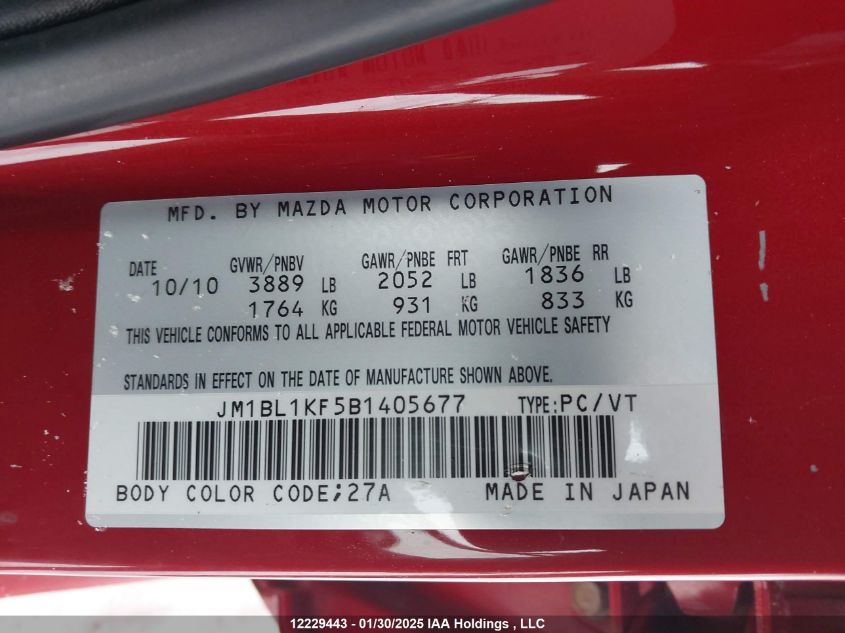 MFD. BY MAZDA MOTOR CORPORATION
DATE GVWR/PNBV GAWR/PNBE FRT GAWR/PNBE RR
10/10 3889 LB 2052 LB 1836 LB
1764 KG 931 KG 833 KG
THIS VEHICLE CONFORMS TO ALL APPLICABLE FEDERAL MOTOR VEHICLE SAFETY
STANDARDS IN EFFECT ON THE DATE OF MANUFACTURE SHOWN ABOVE.
JM1BL1KF5B1405677 TYPE:PC/VT
BODY COLOR CODE;27A MADE IN JAPAN
12229443 - 01/30/2025 IAA Holdings , LLC